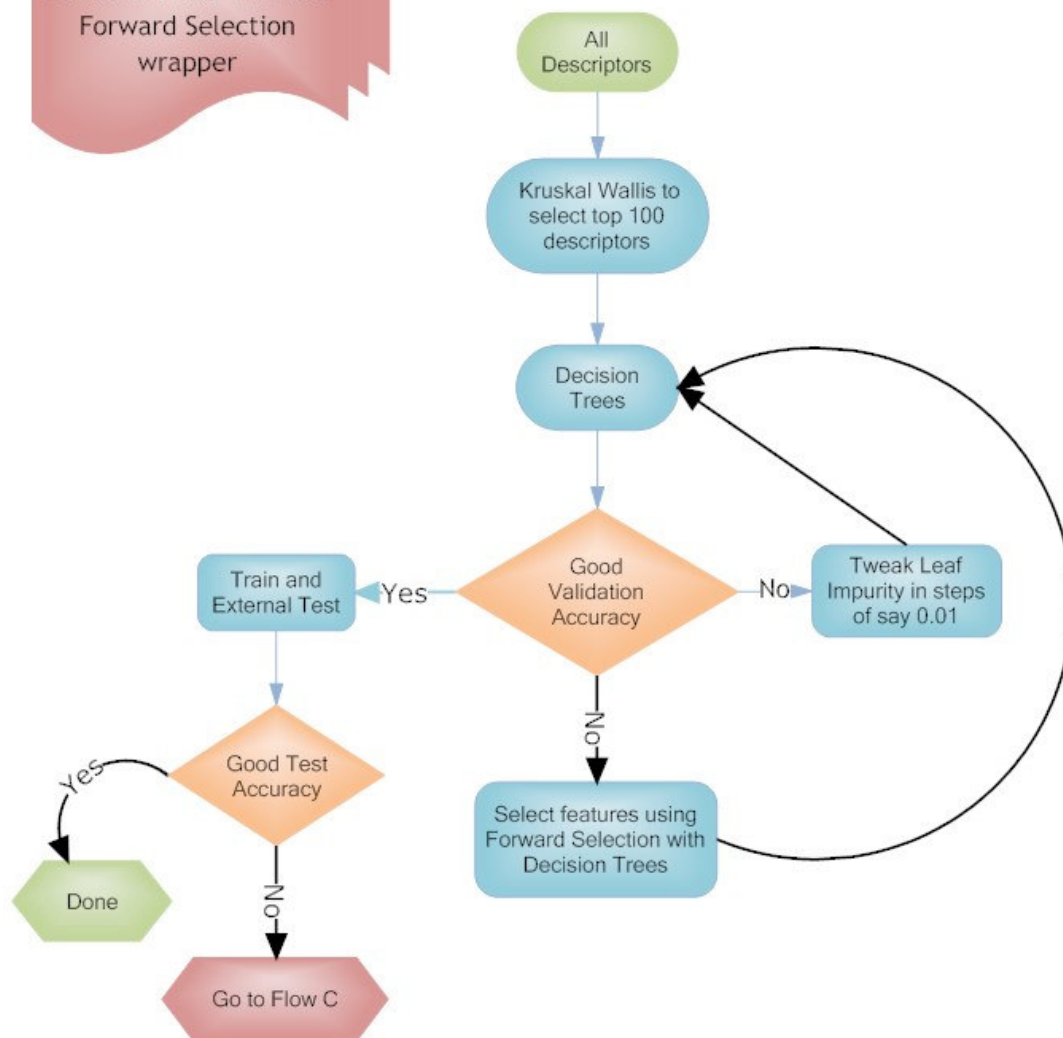 Forward Selection
wrapper
All
Descriptors
Kruskal Wallis to
select top 100
descriptors
Decision
Trees
Good
Validation
Accuracy
Yes
No
Train and
External Test
Tweak Leaf
Impurity in steps
of say 0.01
No
Good Test
Accuracy
Yes
Select features using
Forward Selection with
Decision Trees
Done
No
Go to Flow C